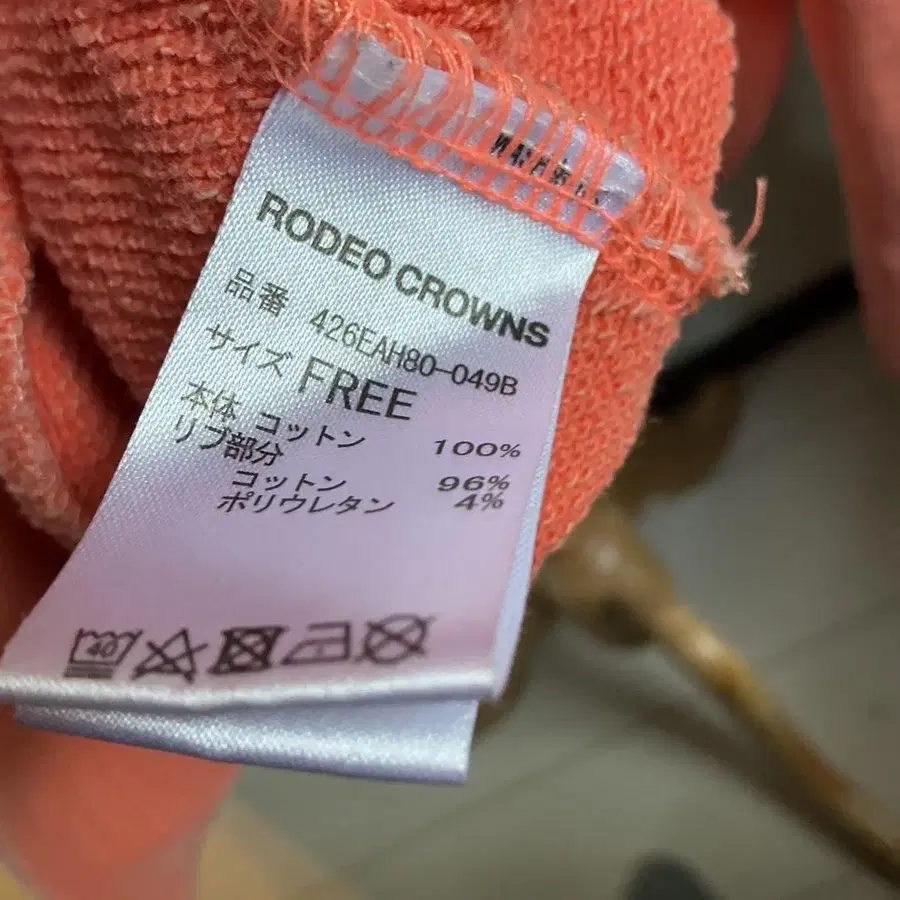 RODEO CROWNS
品番 426EAH80-049B
サイズ FREE
本体 コットン 100%
リブ部分
コットン 96%
ポリウレタン 4%
40